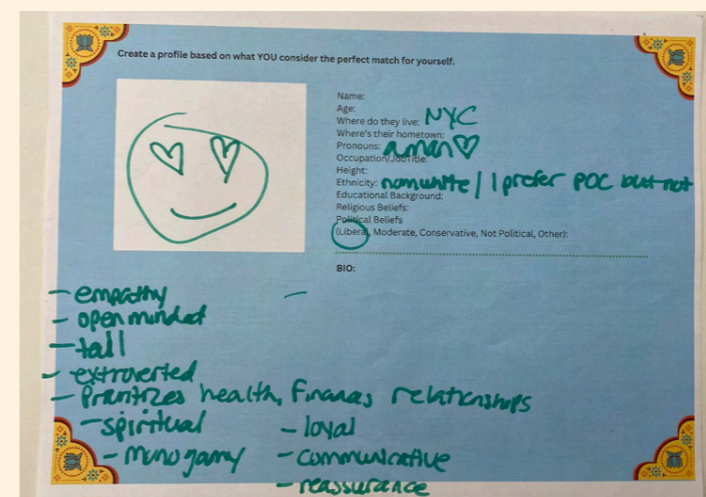 Create a profile based on what YOU consider the perfect match for yourself.
Name:
Age:
Where do they live: NYC
Where's their hometown:
Pronouns: a man
Occupation/Job Title:
Height:
Ethnicity: nonwhite / I prefer POC but not
Educational Background:
Religious Beliefs:
Political Beliefs
(Liberal, Moderate, Conservative, Not Political, Other):
BIO:
- empathy
- open minded
- tall
- extroverted
- Prioritizes health, finances relationships
- spiritual - loyal
- monogamy - communicative
- reassurance